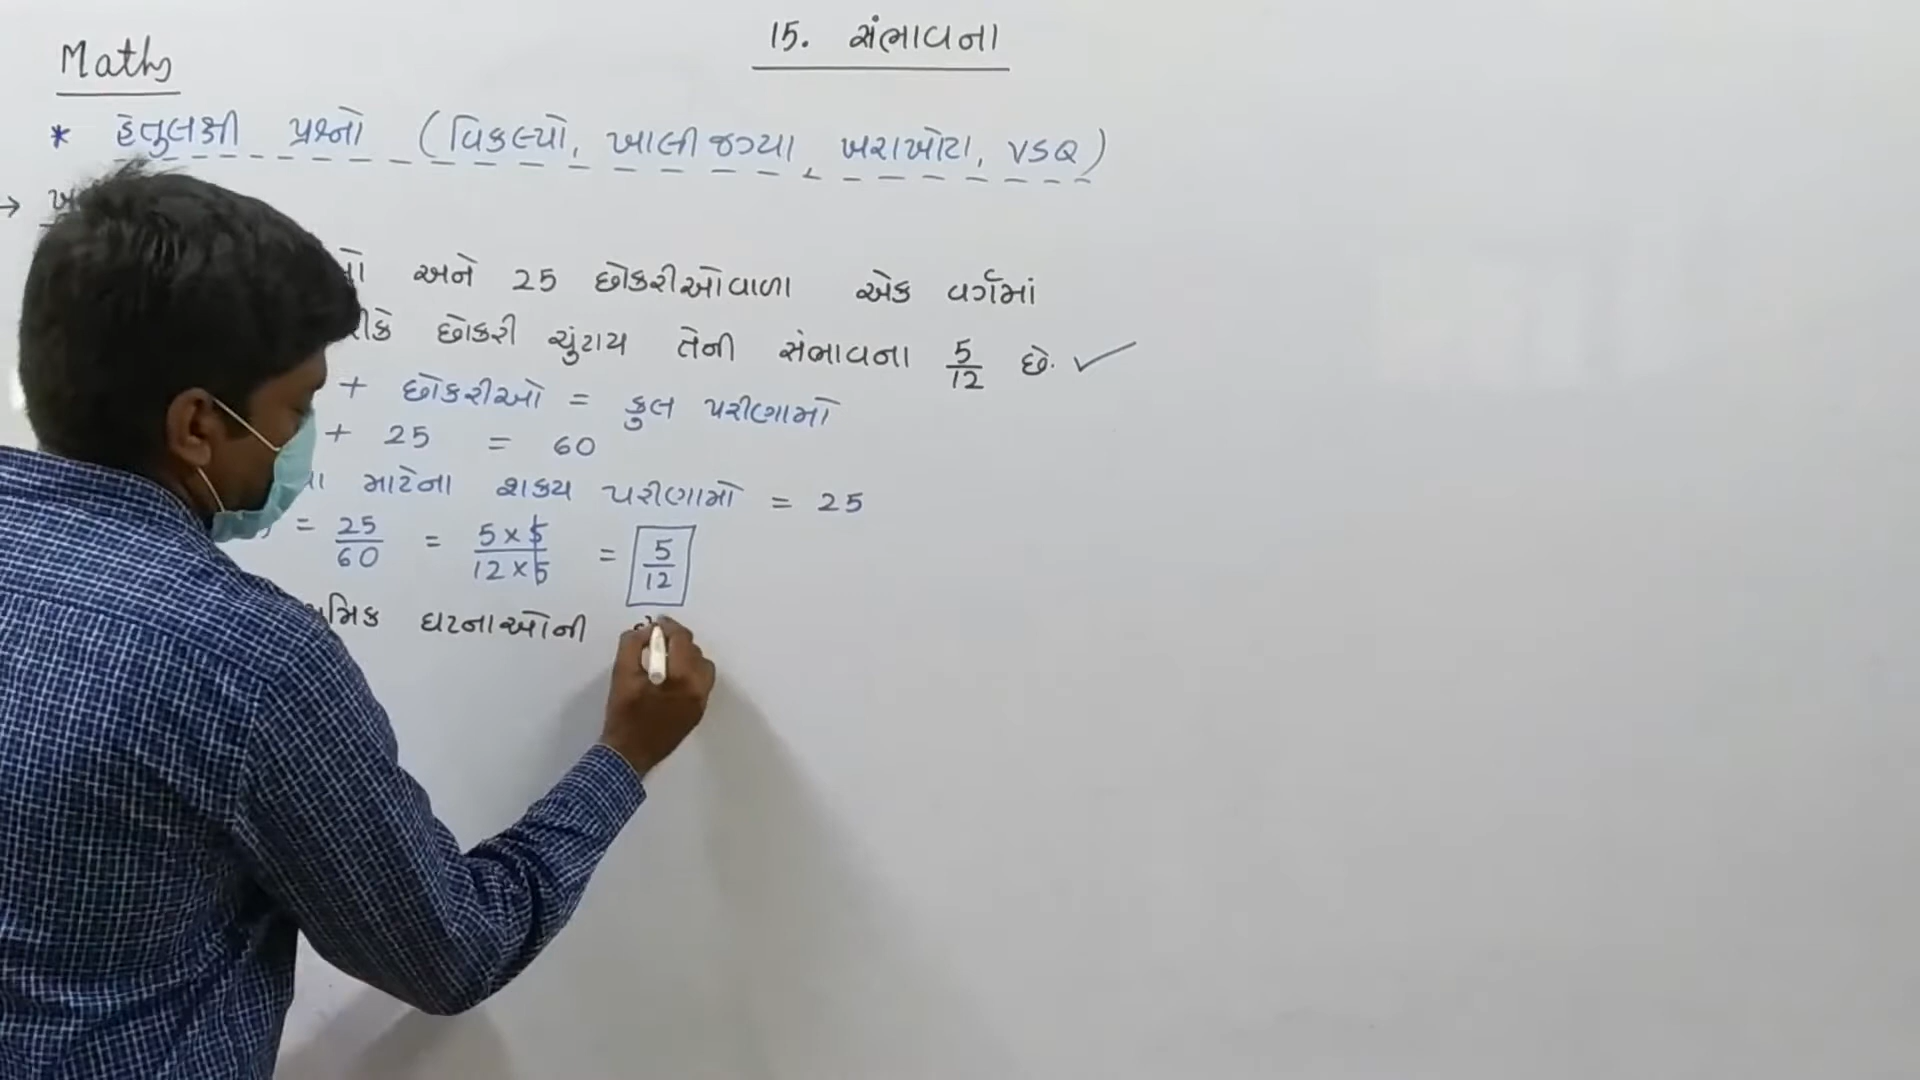 15. સંભાવના
Maths
* હેતુલક્ષી પ્રશ્નો (વિકલ્પો, ખાલી જગ્યા, ખરાખોટા, VSQ)
→
અને 25 છોકરીઓવાળા એક વર્ગમાં
છોકરી ચુંટાય તેની સંભાવના 5/12 છે. ✓
+ છોકરીઓ = કુલ પરીણામો
+ 25 = 60
માટેના શક્ય પરીણામો = 25
= 25/60 = 5 × 5 / 12 × 5 = 5/12
ઘટનાઓની